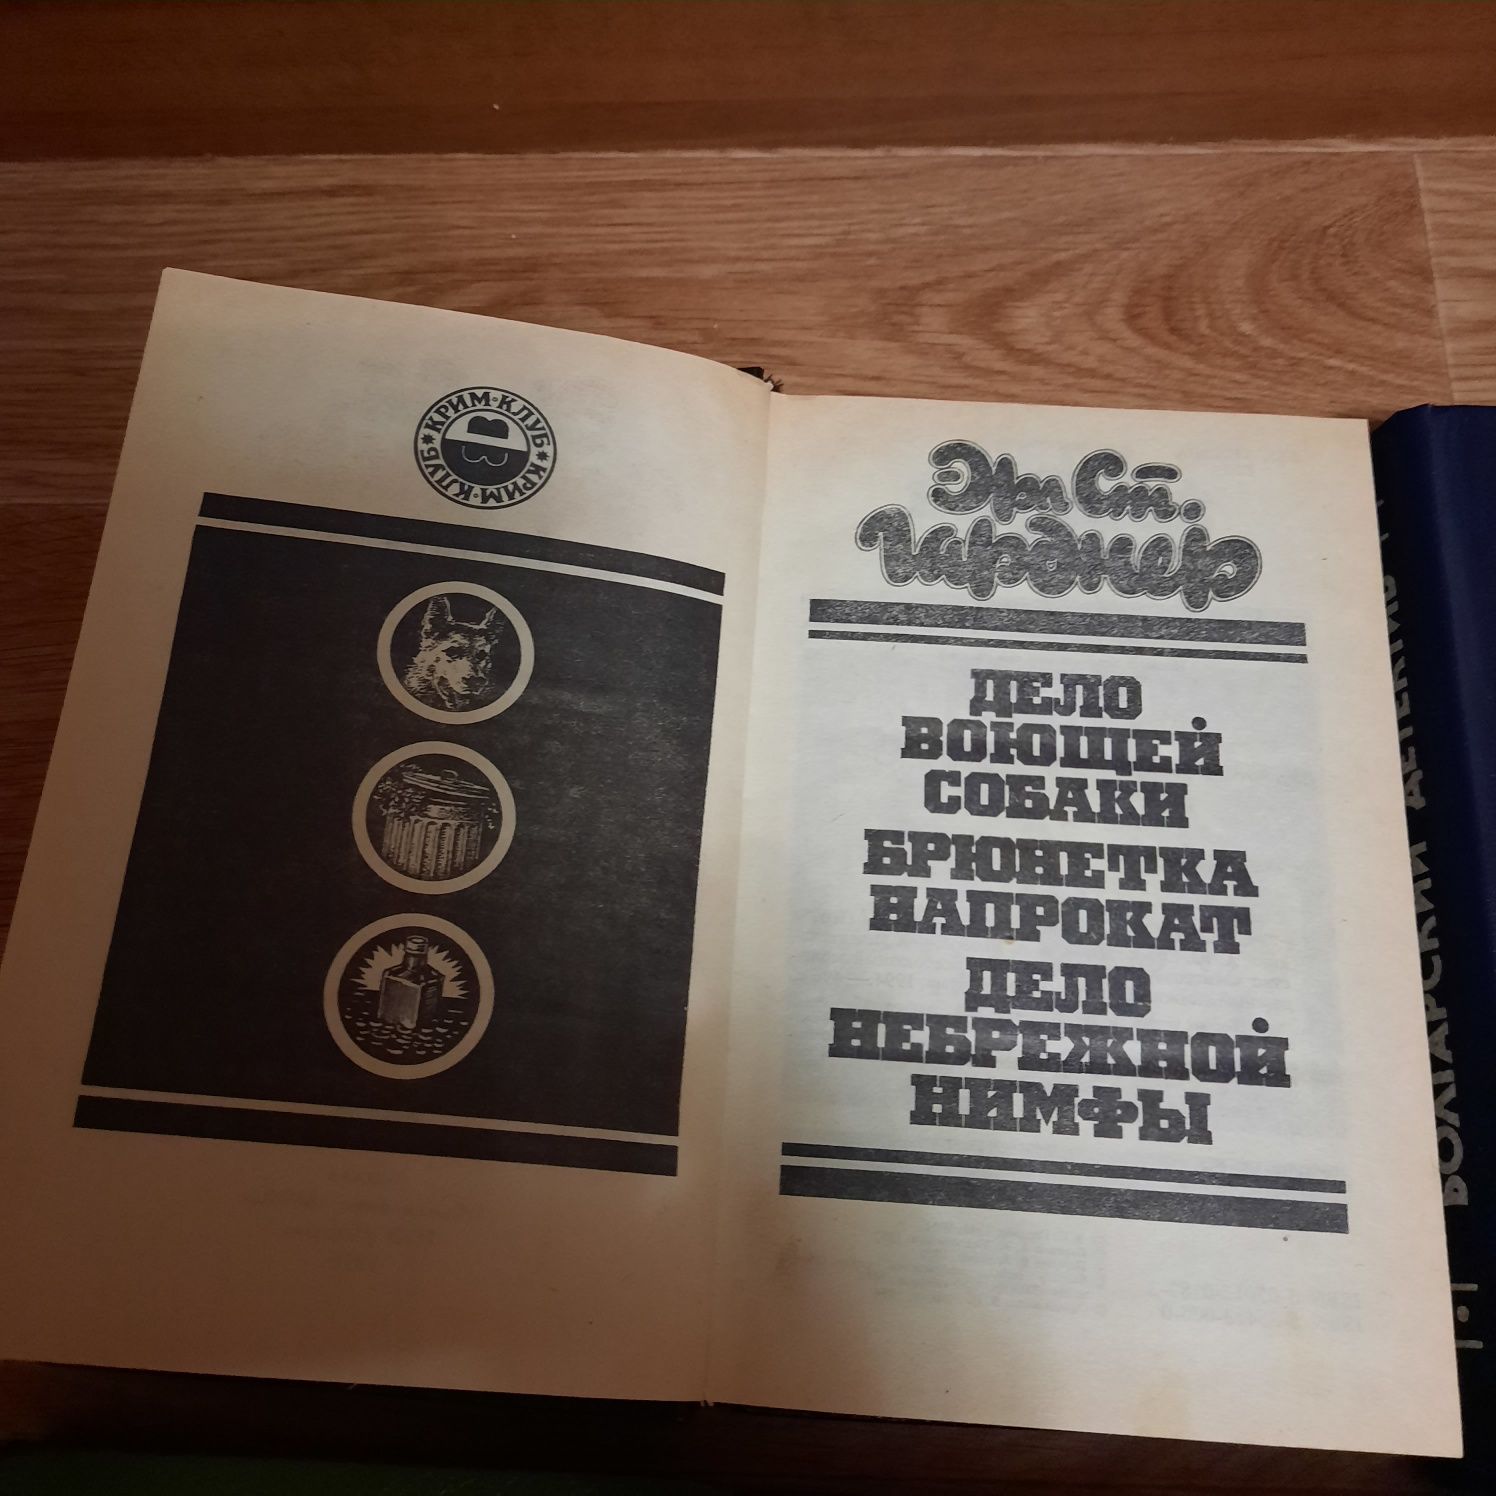 КРИМ-КЛУБ * КРИМ-КЛУБ *
Эрл Ст.
Гарднер
ДЕЛО
ВОЮЩЕЙ
СОБАКИ
БРЮНЕТКА
НАПРОКАТ
ДЕЛО
НЕБРЕЖНОЙ
НИМФЫ
БОЛГАРСКИЙ ДЕТЕКТИВ